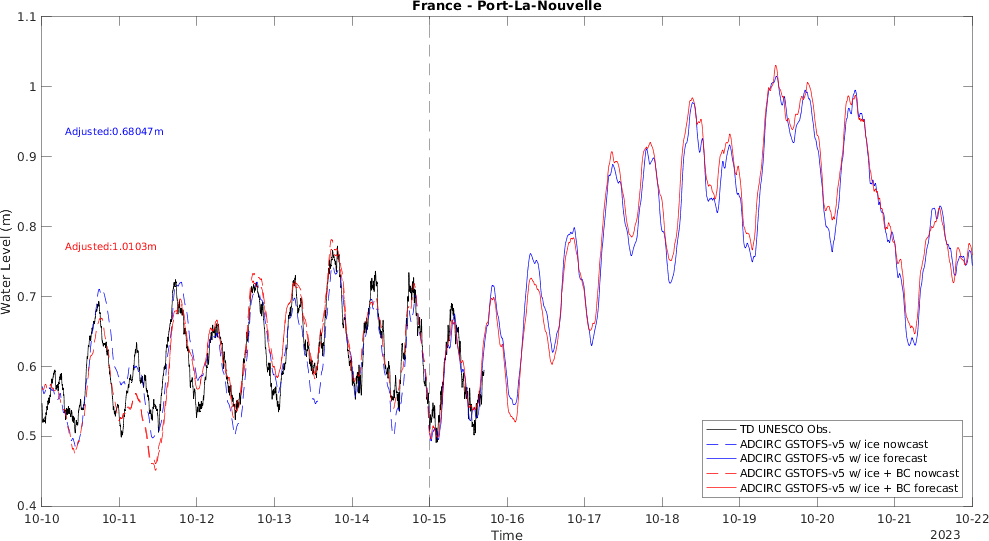 France - Port-La-Nouvelle
1.1
1
0.9
0.8
0.7
0.6
0.5
0.4
Water Level (m)
Adjusted:0.68047m
Adjusted:1.0103m
TD UNESCO Obs.
ADCIRC GSTOFS-v5 w/ ice nowcast
ADCIRC GSTOFS-v5 w/ ice forecast
ADCIRC GSTOFS-v5 w/ ice + BC nowcast
ADCIRC GSTOFS-v5 w/ ice + BC forecast
10-10 10-11 10-12 10-13 10-14 10-15 10-16 10-17 10-18 10-19 10-20 10-21 10-22
Time
2023